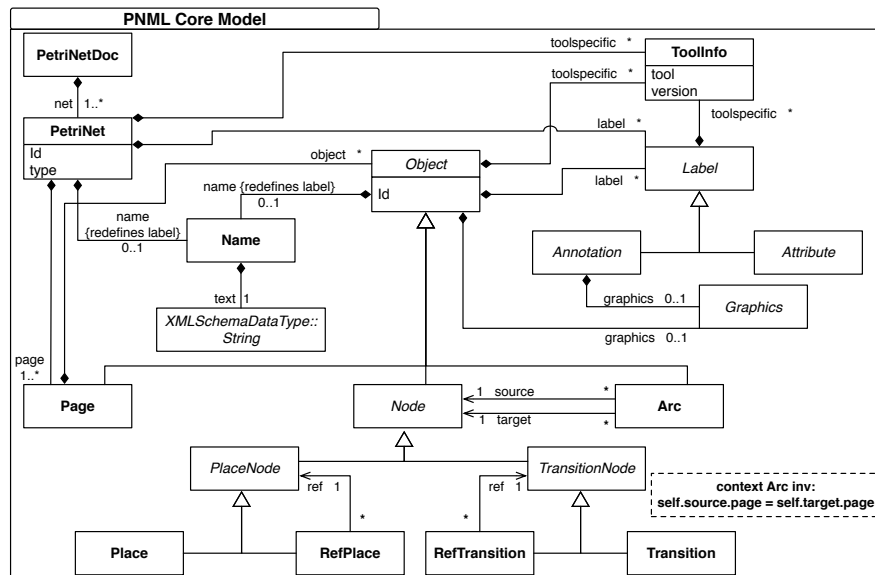 PNML Core Model
PetriNetDoc
toolspecific *
ToolInfo
tool
version
net 1..*
toolspecific *
toolspecific *
PetriNet
Id
type
label *
object *
Object
Id
Label
name {redefines label}
0..1
label *
name
{redefines label}
0..1
Name
Annotation
Attribute
text 1
graphics 0..1
Graphics
XMLSchemaDataType::
String
graphics 0..1
page
1..*
Page
Node
1 source *
1 target *
Arc
PlaceNode
ref 1
*
TransitionNode
ref 1
*
context Arc inv:
self.source.page = self.target.page
Place
RefPlace
RefTransition
Transition